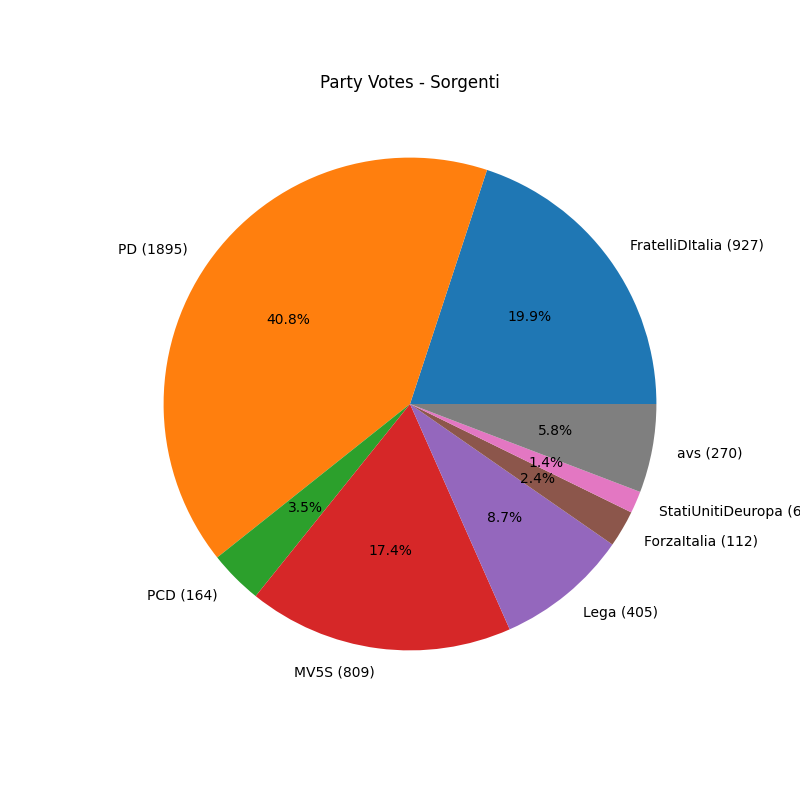 Party Votes - Sorgenti
FratelliDItalia (927)
PD (1895)
19.9%
40.8%
5.8%
avs (270)
1.4%
2.4%
StatiUnitiDeuropa (6
3.5%
8.7%
ForzaItalia (112)
17.4%
PCD (164)
Lega (405)
MV5S (809)